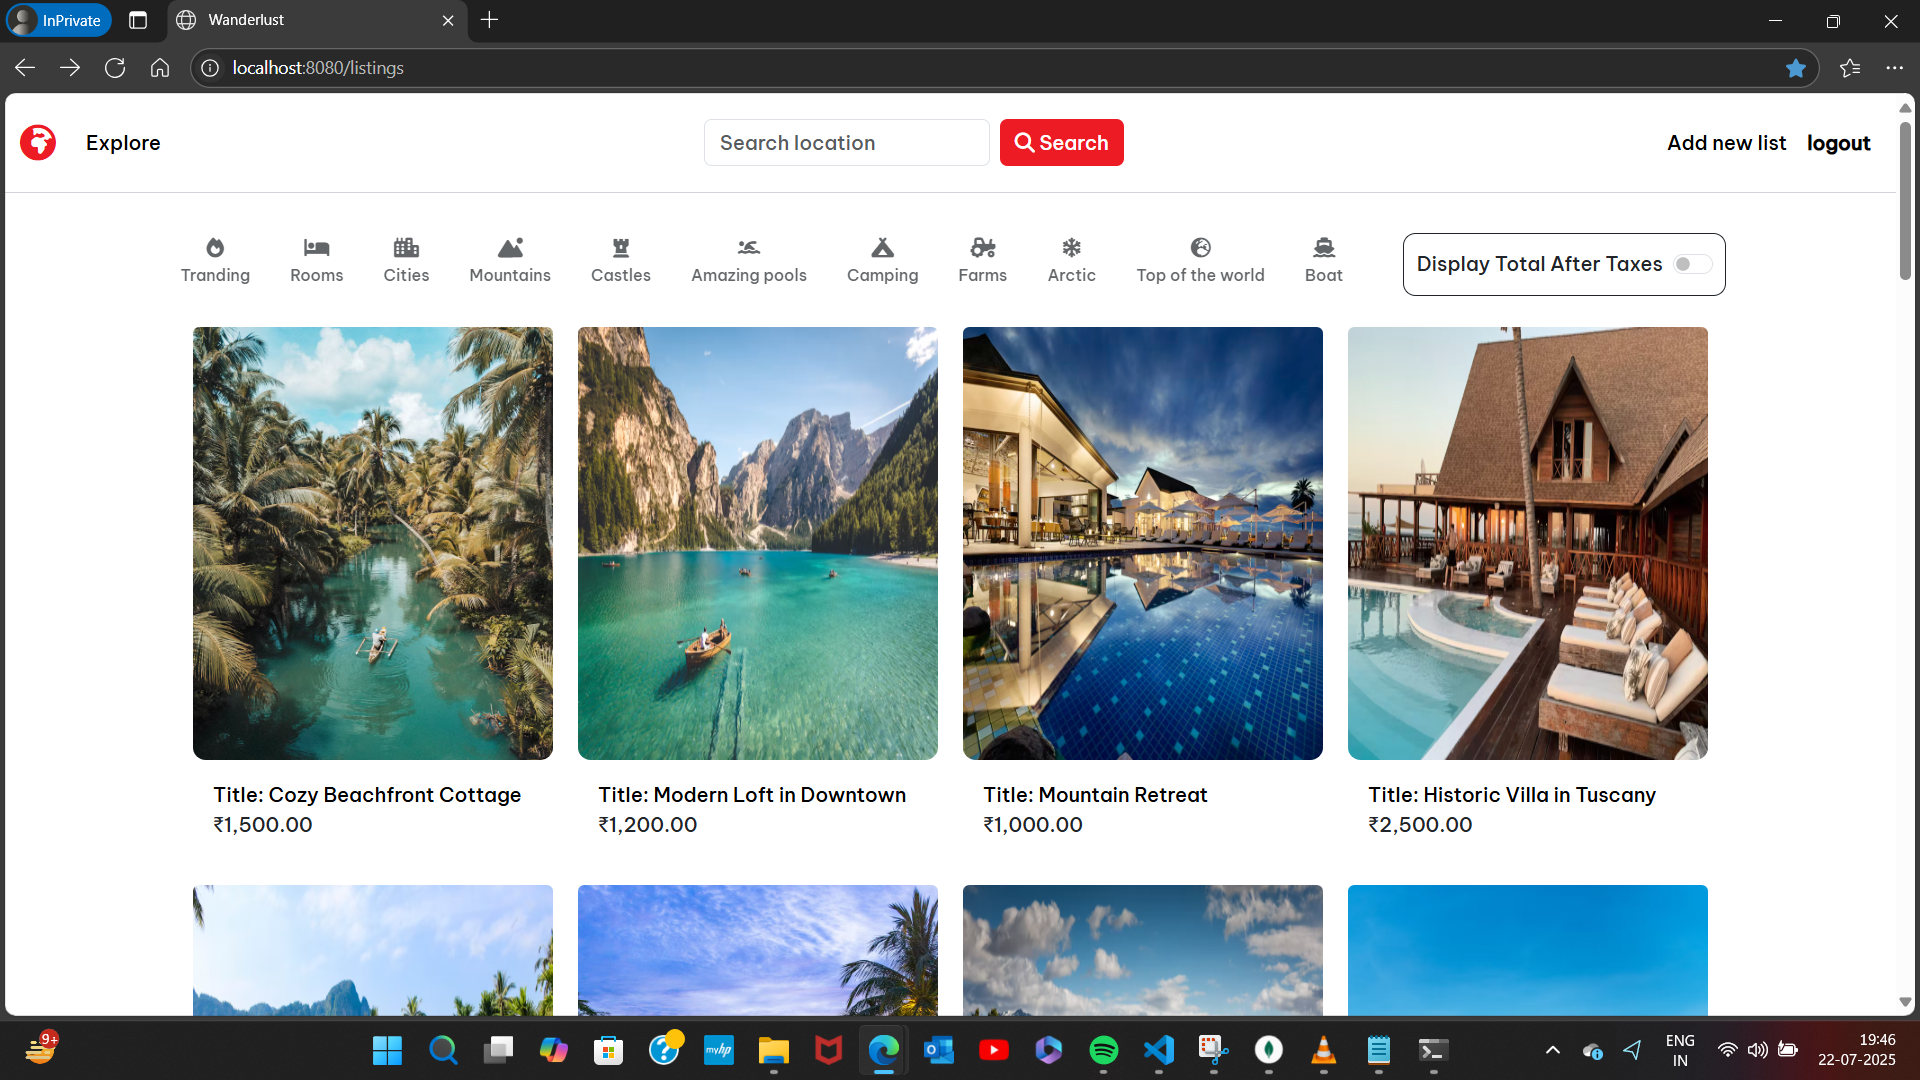 InPrivate
Wanderlust
localhost:8080/listings
Explore
Search location
Search
Add new list
logout
Tranding
Rooms
Cities
Mountains
Castles
Amazing pools
Camping
Farms
Arctic
Top of the world
Boat
Display Total After Taxes
Title: Cozy Beachfront Cottage
₹1,500.00
Title: Modern Loft in Downtown
₹1,200.00
Title: Mountain Retreat
₹1,000.00
Title: Historic Villa in Tuscany
₹2,500.00
9+
myhp
ENG
IN
19:46
22-07-2025